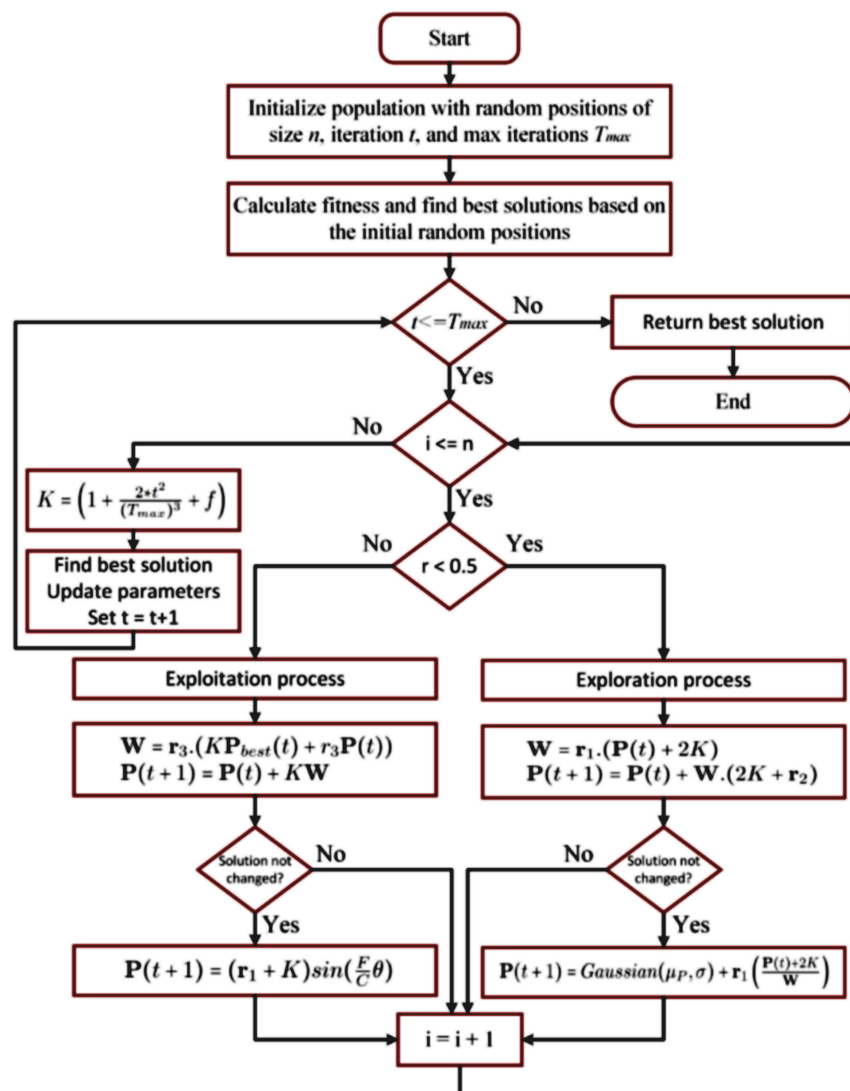 Start
Initialize population with random positions of
size n, iteration t, and max iterations Tmax
Calculate fitness and find best solutions based on
the initial random positions
t<=Tmax
No
Return best solution
Yes
End
No
i <= n
K = (1 + 2*t²/(Tmax)³ + f)
Yes
Find best solution
Update parameters
Set t = t+1
No
r < 0.5
Yes
Exploitation process
Exploration process
W = r₃.(KP_best(t) + r₃P(t))
P(t+1) = P(t) + KW
W = r₁.(P(t) + 2K)
P(t+1) = P(t) + W.(2K + r₂)
Solution not
changed?
No
No
Solution not
changed?
Yes
Yes
P(t+1) = (r₁ + K)sin(F/C θ)
P(t+1) = Gaussian(μ_P, σ) + r₁((P(t)+2K)/W)
i = i + 1